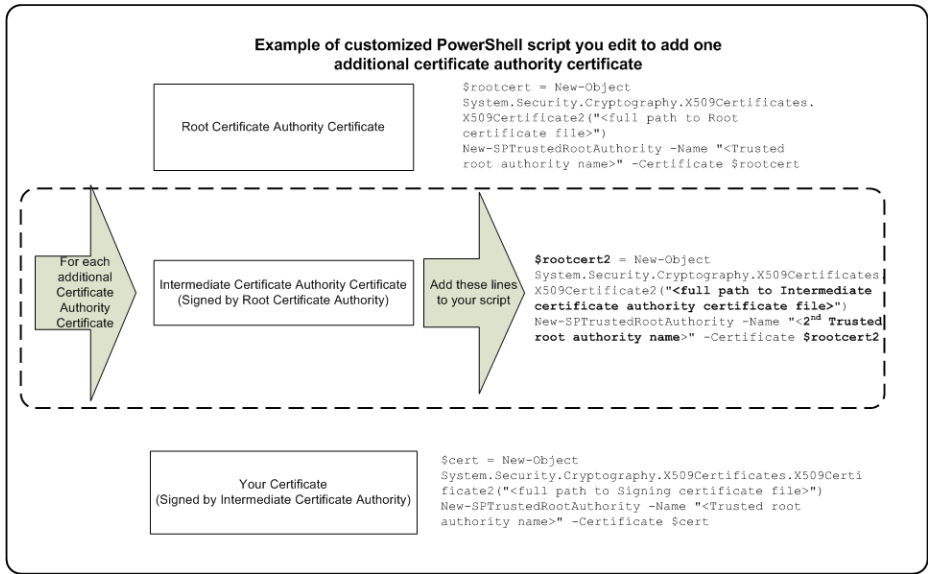 Example of customized PowerShell script you edit to add one
additional certificate authority certificate
Root Certificate Authority Certificate
$rootcert = New-Object
System.Security.Cryptography.X509Certificates.
X509Certificate2("<full path to Root
certificate file>")
New-SPTrustedRootAuthority -Name "<Trusted
root authority name>" -Certificate $rootcert
For each
additional
Certificate
Authority
Certificate
Intermediate Certificate Authority Certificate
(Signed by Root Certificate Authority)
Add these lines
to your script
$rootcert2 = New-Object
System.Security.Cryptography.X509Certificates.
X509Certificate2("<full path to Intermediate
certificate authority certificate file>")
New-SPTrustedRootAuthority -Name "<2nd Trusted
root authority name>" -Certificate $rootcert2
Your Certificate
(Signed by Intermediate Certificate Authority)
$cert = New-Object
System.Security.Cryptography.X509Certificates.X509Certi
ficate2("<full path to Signing certificate file>")
New-SPTrustedRootAuthority -Name "<Trusted root
authority name>" -Certificate $cert